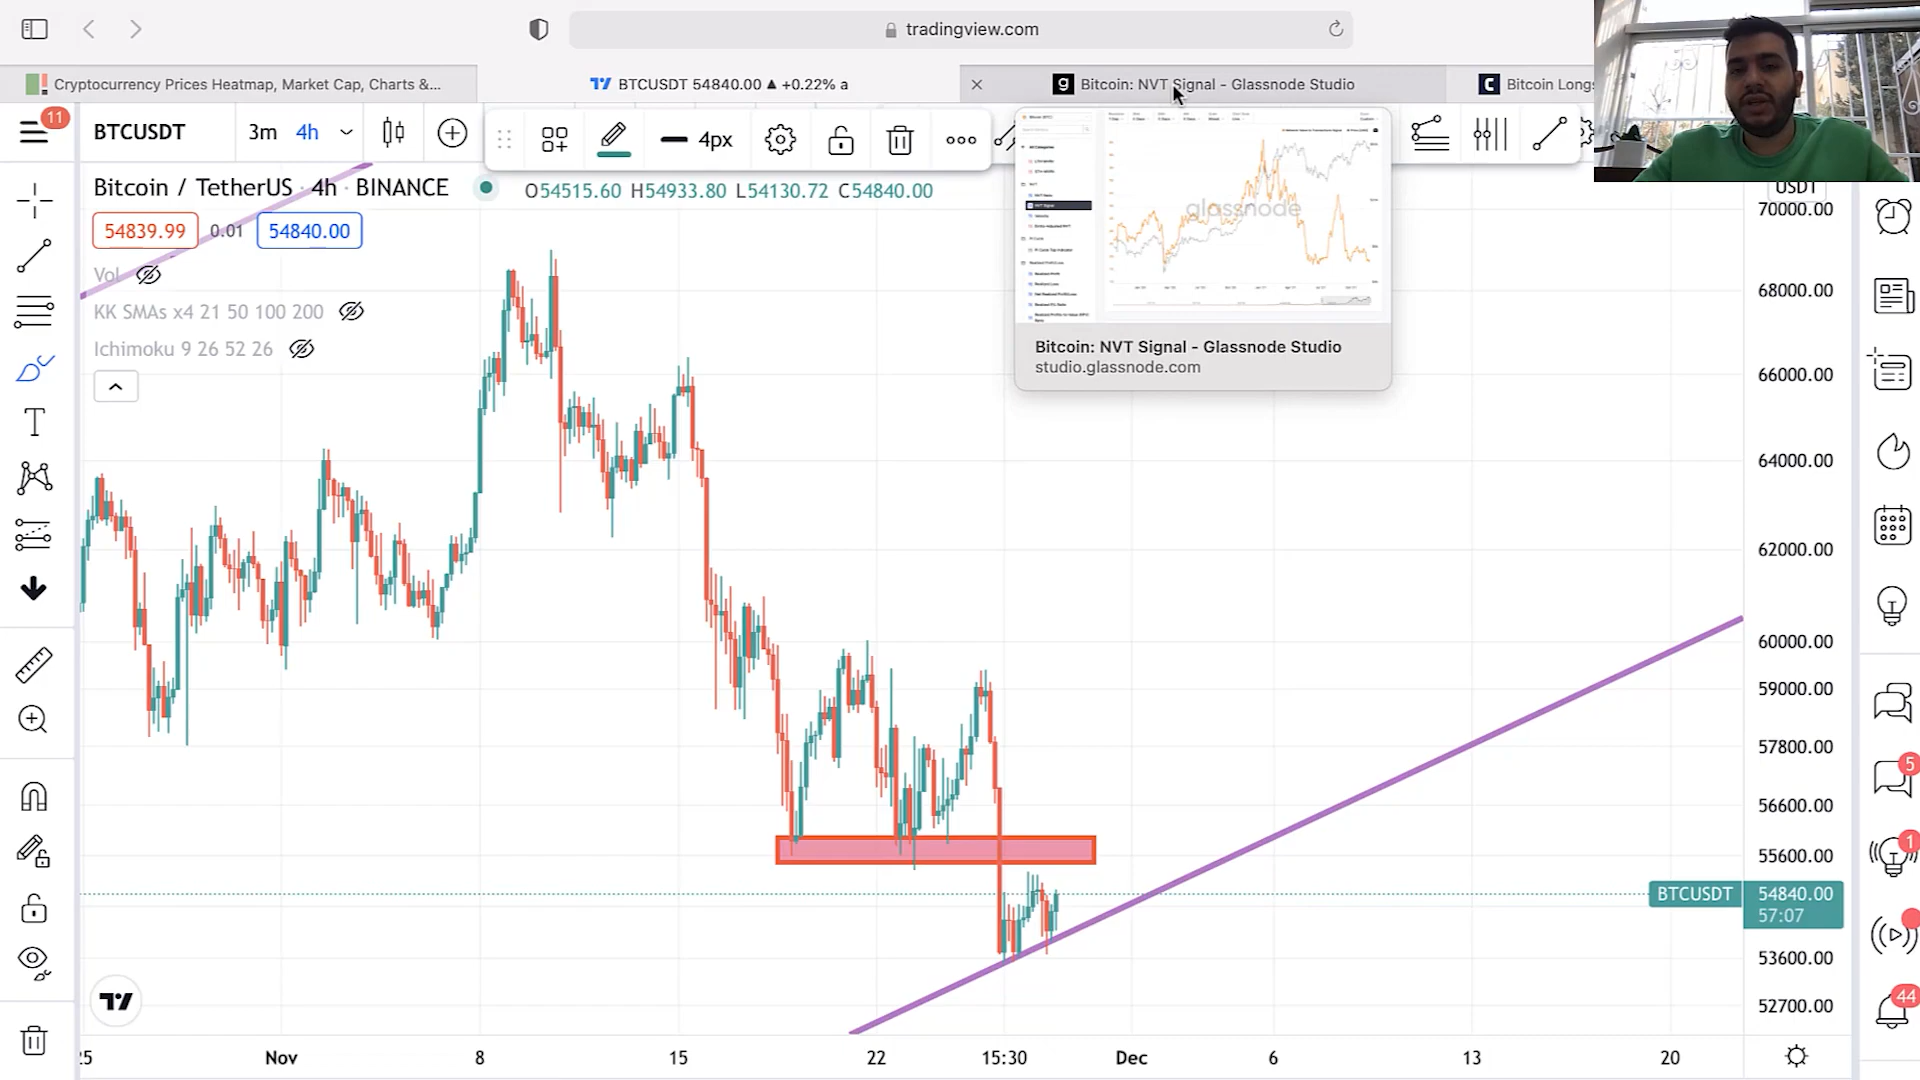 tradingview.com
Cryptocurrency Prices Heatmap, Market Cap, Charts &...
BTCUSDT 54840.00 ▲ +0.22% a
Bitcoin: NVT Signal - Glassnode Studio
Bitcoin Longs
11
BTCUSDT
3m
4h
4px
Bitcoin / TetherUS · 4h · BINANCE
O54515.60 H54933.80 L54130.72 C54840.00
54839.99
0.01
54840.00
Vol
KK SMAs x4 21 50 100 200
Ichimoku 9 26 52 26
glassnode
Bitcoin: NVT Signal - Glassnode Studio
studio.glassnode.com
USDT
70000.00
68000.00
66000.00
64000.00
62000.00
60000.00
59000.00
57800.00
56600.00
55600.00
BTCUSDT
54840.00
57:07
53600.00
52700.00
25
Nov
8
15
22
15:30
Dec
6
13
20
5
1
44